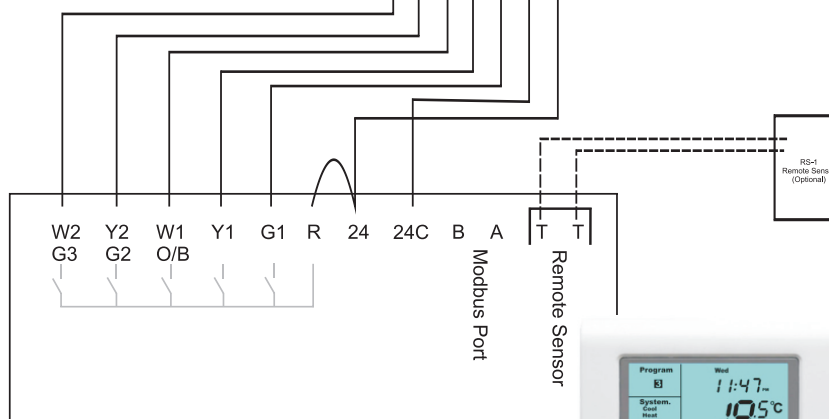 RS-1
Remote Sens
(Optional)
W2 Y2 W1 Y1 G1 R 24 24C B A T T
G3 G2 O/B
Modbus Port
Remote Sensor
Program
3
Wed
11:47
System.
Cool
Heat
10.5°C